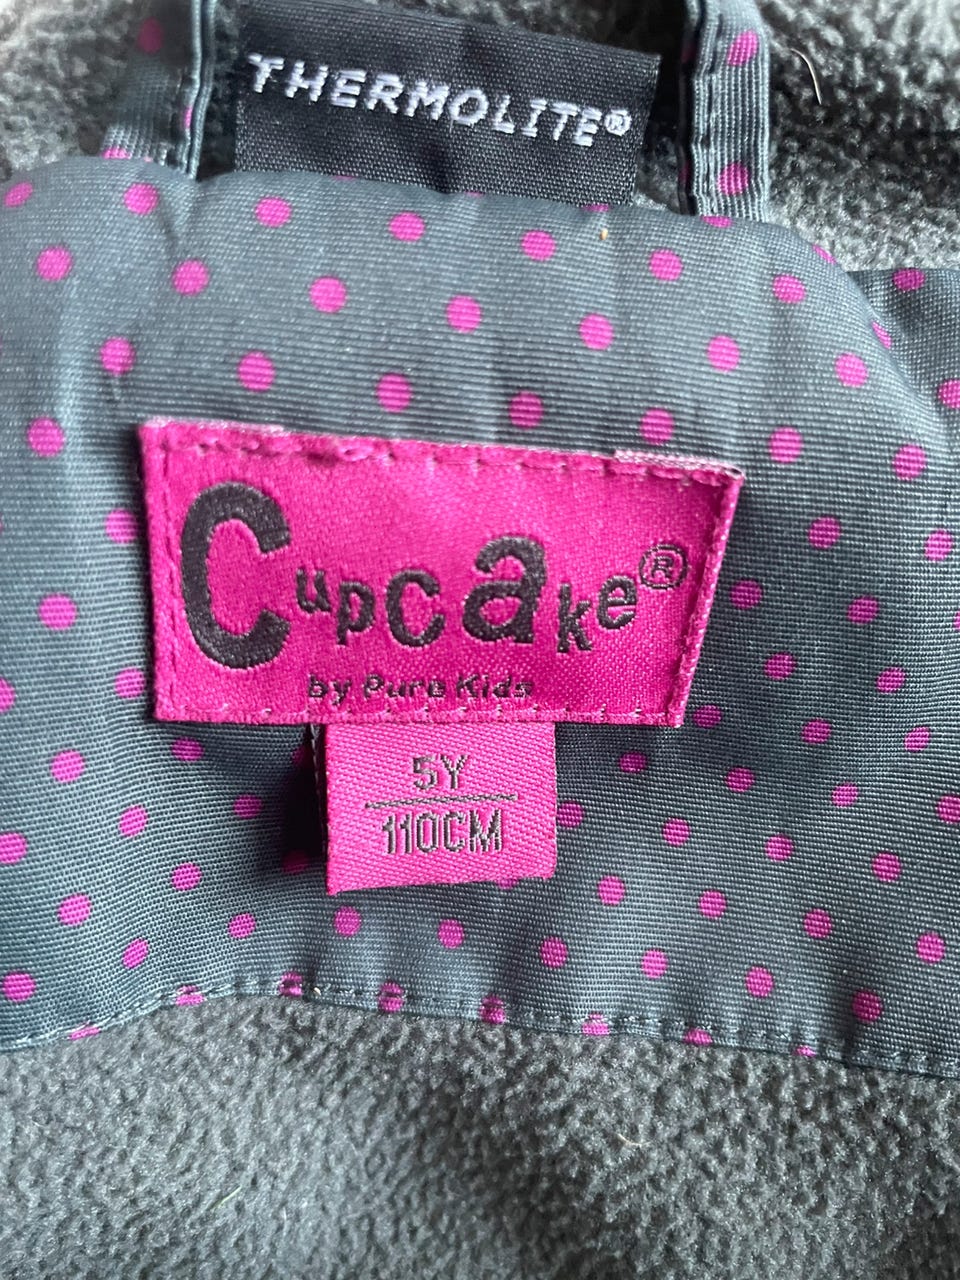 THERMOLITE®
Cupcake®
by Pure Kids
5Y
110CM